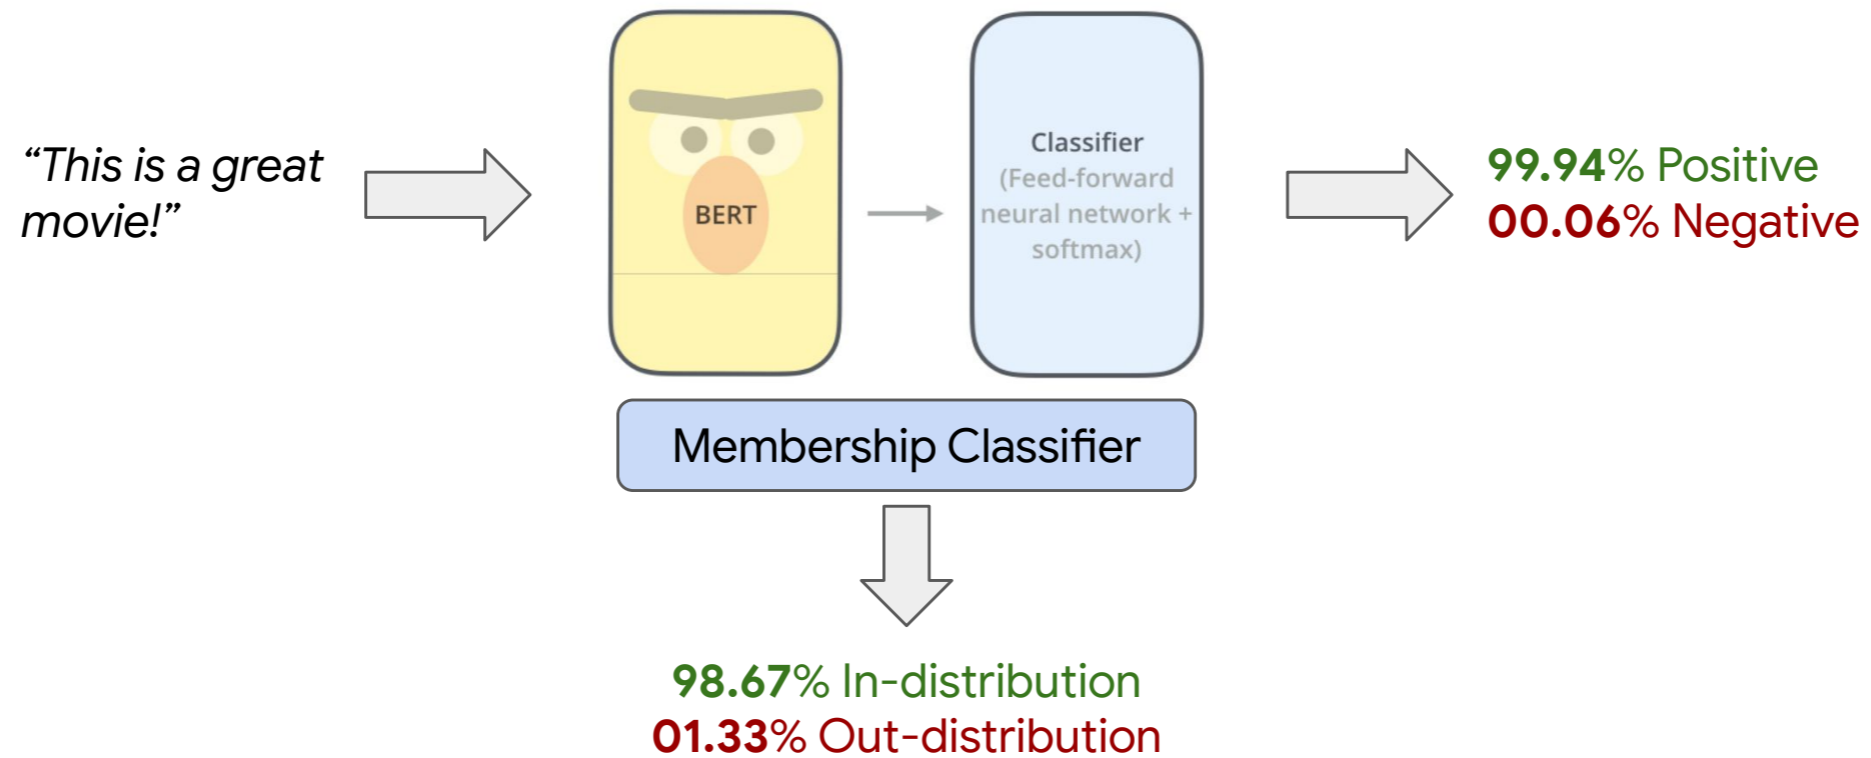 “This is a great
movie!”
BERT
Classifier
(Feed-forward
neural network +
softmax)
99.94% Positive
00.06% Negative
Membership Classifier
98.67% In-distribution
01.33% Out-distribution